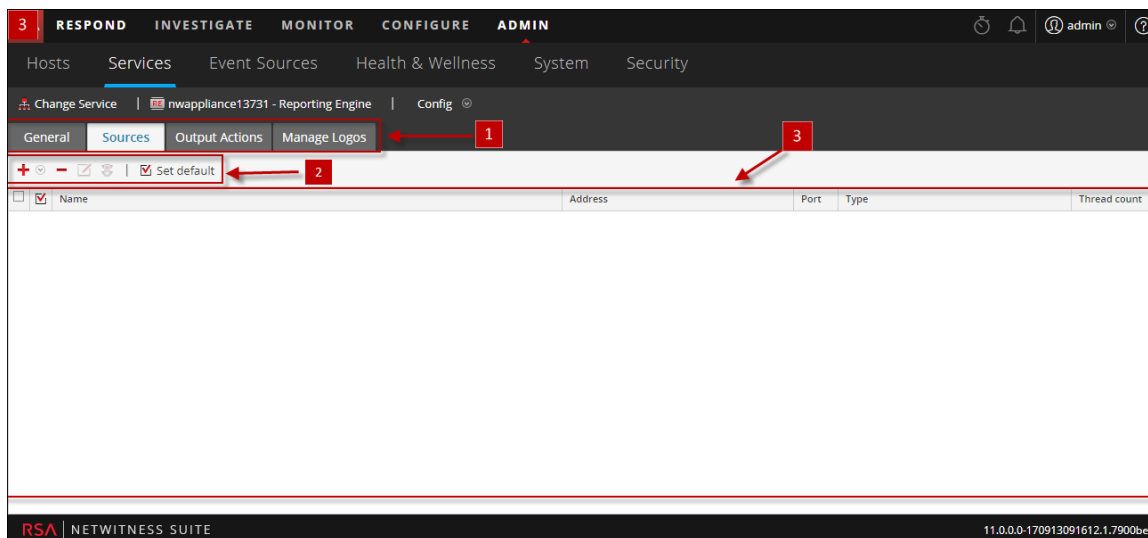 3 RESPOND INVESTIGATE MONITOR CONFIGURE ADMIN admin
Hosts Services Event Sources Health & Wellness System Security
Change Service | RE nwappliance13731 - Reporting Engine | Config
General Sources Output Actions Manage Logos 1
3
Set default 2
Name Address Port Type Thread count
RSA | NETWITNESS SUITE 11.0.0.0-170913091612.1.7900be